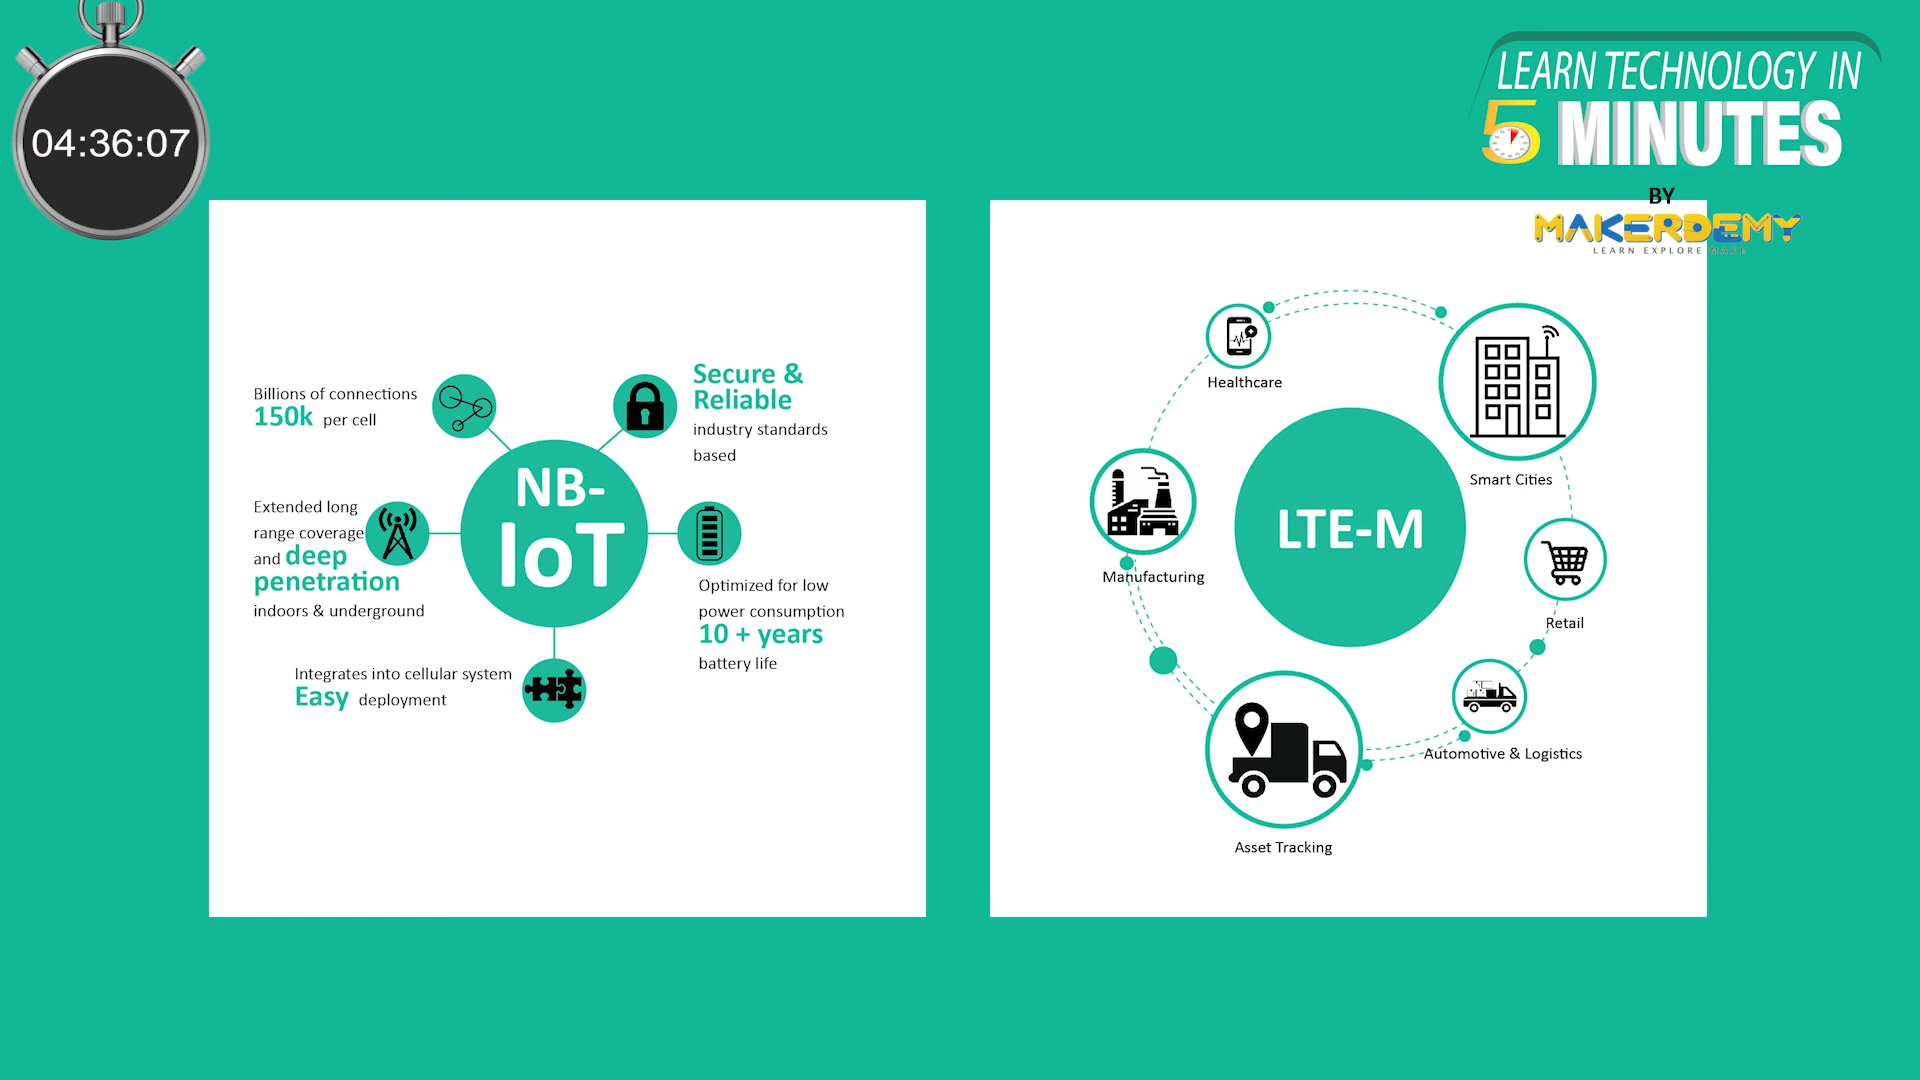 04:36:07
LEARN TECHNOLOGY IN
5 MINUTES
BY
MAKERDEMY
LEARN EXPLORE MAKE
Billions of connections
150k per cell
Secure &
Reliable
industry standards
based
NB-
IoT
Extended long
range coverage
and deep
penetration
indoors & underground
Optimized for low
power consumption
10 + years
battery life
Integrates into cellular system
Easy deployment
Healthcare
Smart Cities
LTE-M
Manufacturing
Retail
Automotive & Logistics
Asset Tracking